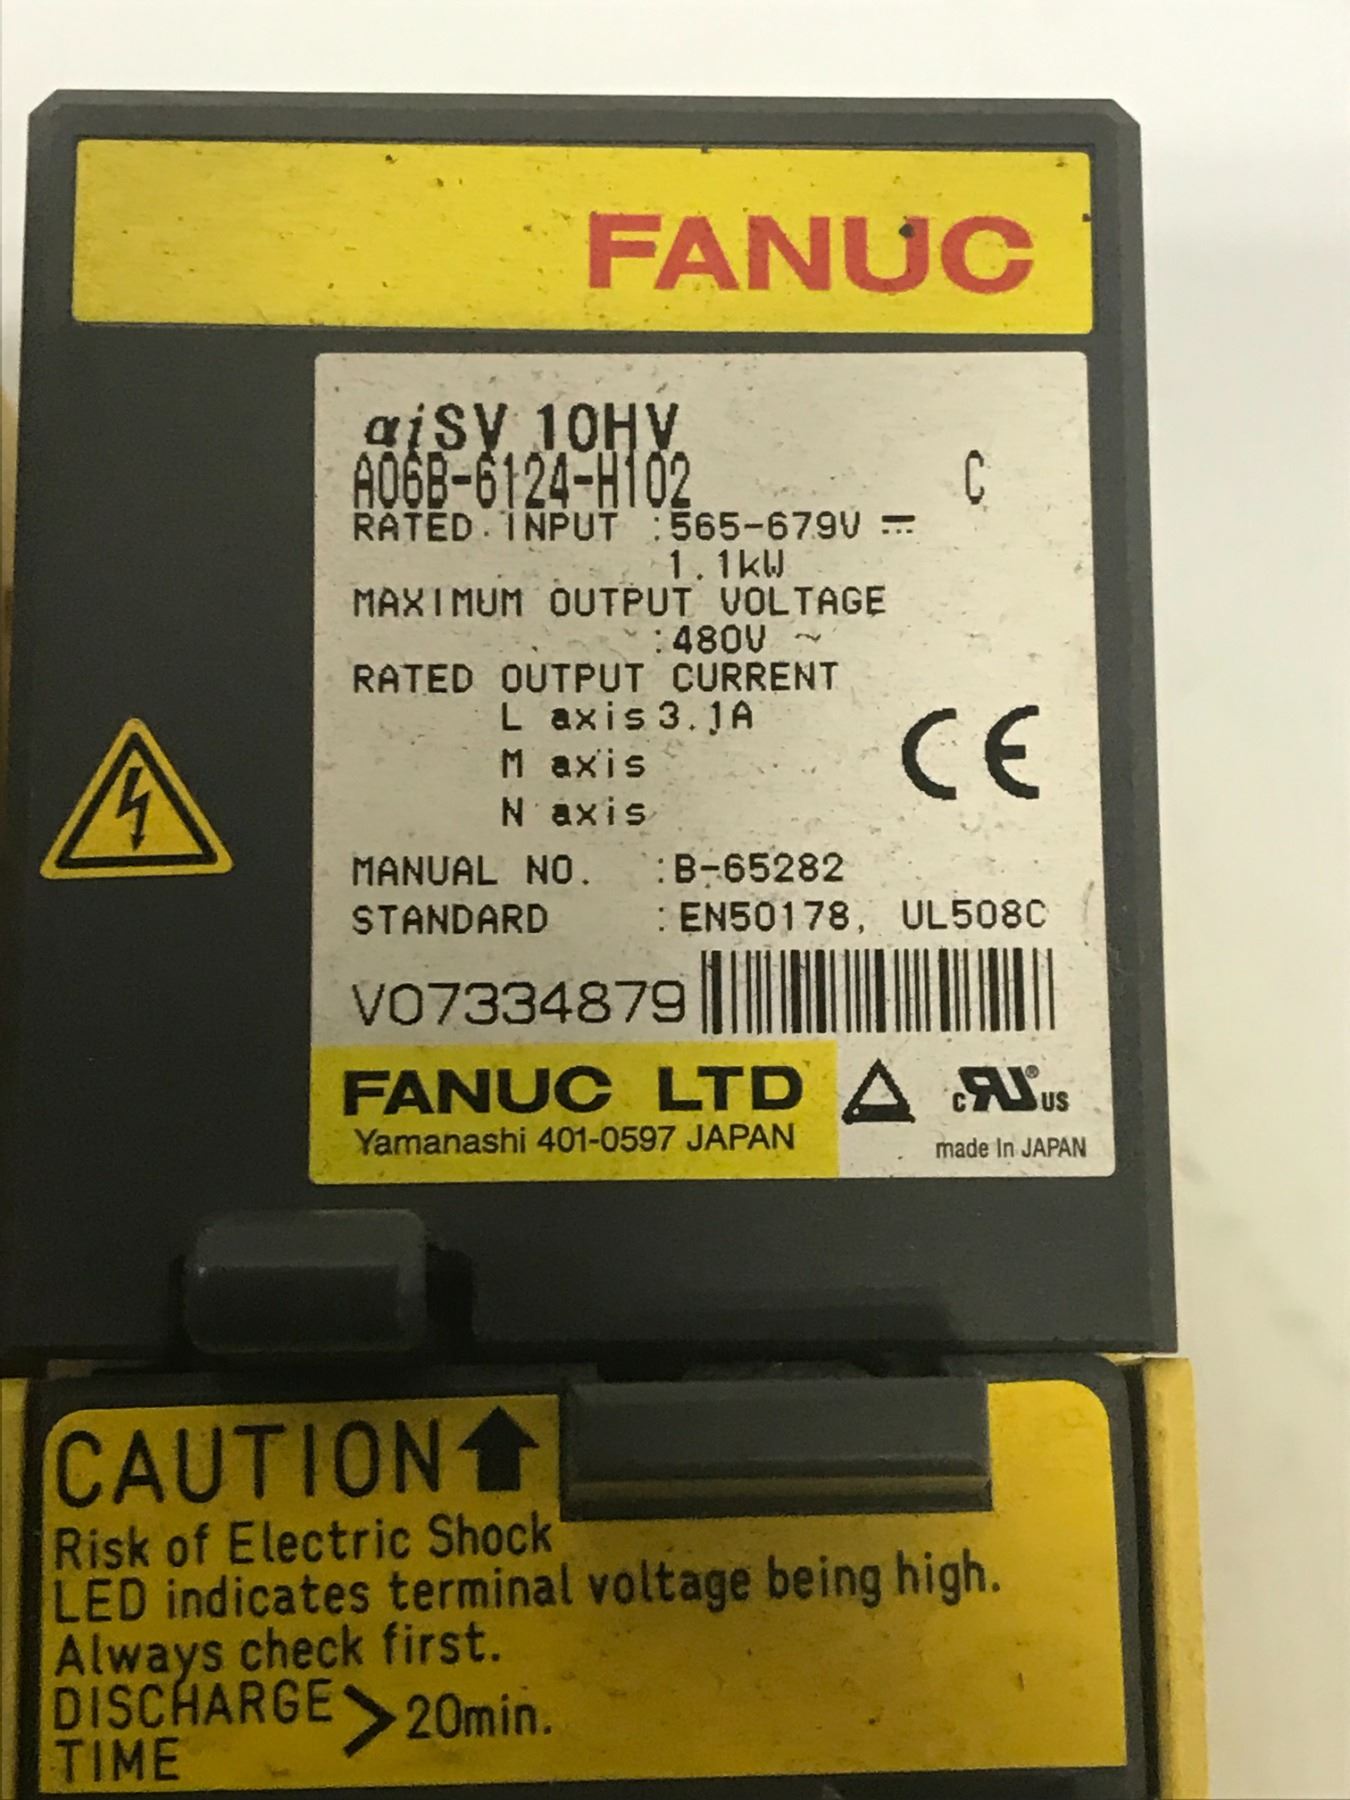 FANUC
αiSV 10HV
A06B-6124-H102 C
RATED INPUT :565-679V ⎓
1.1kW
MAXIMUM OUTPUT VOLTAGE
:480V ~
RATED OUTPUT CURRENT
L axis 3.1A
M axis
N axis
CE
MANUAL NO. :B-65282
STANDARD :EN50178, UL508C
V07334879
FANUC LTD
Yamanashi 401-0597 JAPAN
c RU® US
made In JAPAN
CAUTION
Risk of Electric Shock
LED indicates terminal voltage being high.
Always check first.
DISCHARGE TIME > 20min.